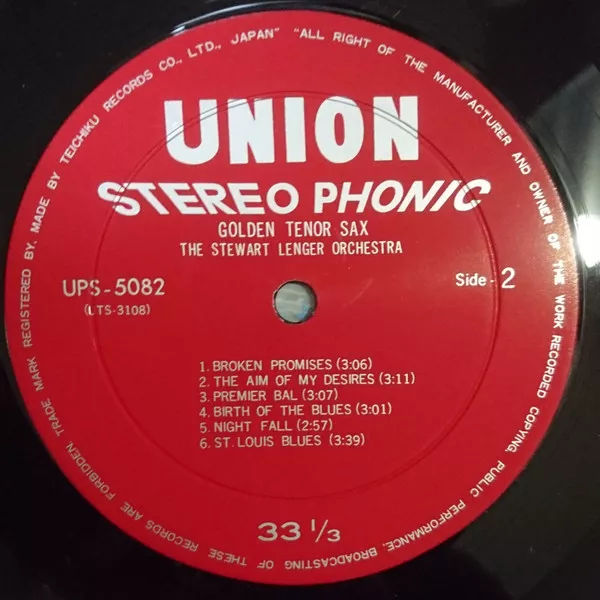 TRADE MARK REGISTERED BY. MADE BY TEICHIKU RECORDS CO., LTD., JAPAN" "ALL RIGHT OF THE MANUFACTURER AND OWNER OF THE WORK RECORDED COPYING, PUBLIC PERFORMANCE, BROADCASTING OF THESE RECORDS ARE FORBIDDEN
UNION
STEREO PHONIC
GOLDEN TENOR SAX
THE STEWART LENGER ORCHESTRA
UPS-5082
(LTS-3108)
Side-2
1. BROKEN PROMISES (3:06)
2. THE AIM OF MY DESIRES (3:11)
3. PREMIER BAL (3:07)
4. BIRTH OF THE BLUES (3:01)
5. NIGHT FALL (2:57)
6. ST. LOUIS BLUES (3:39)
33 1/3